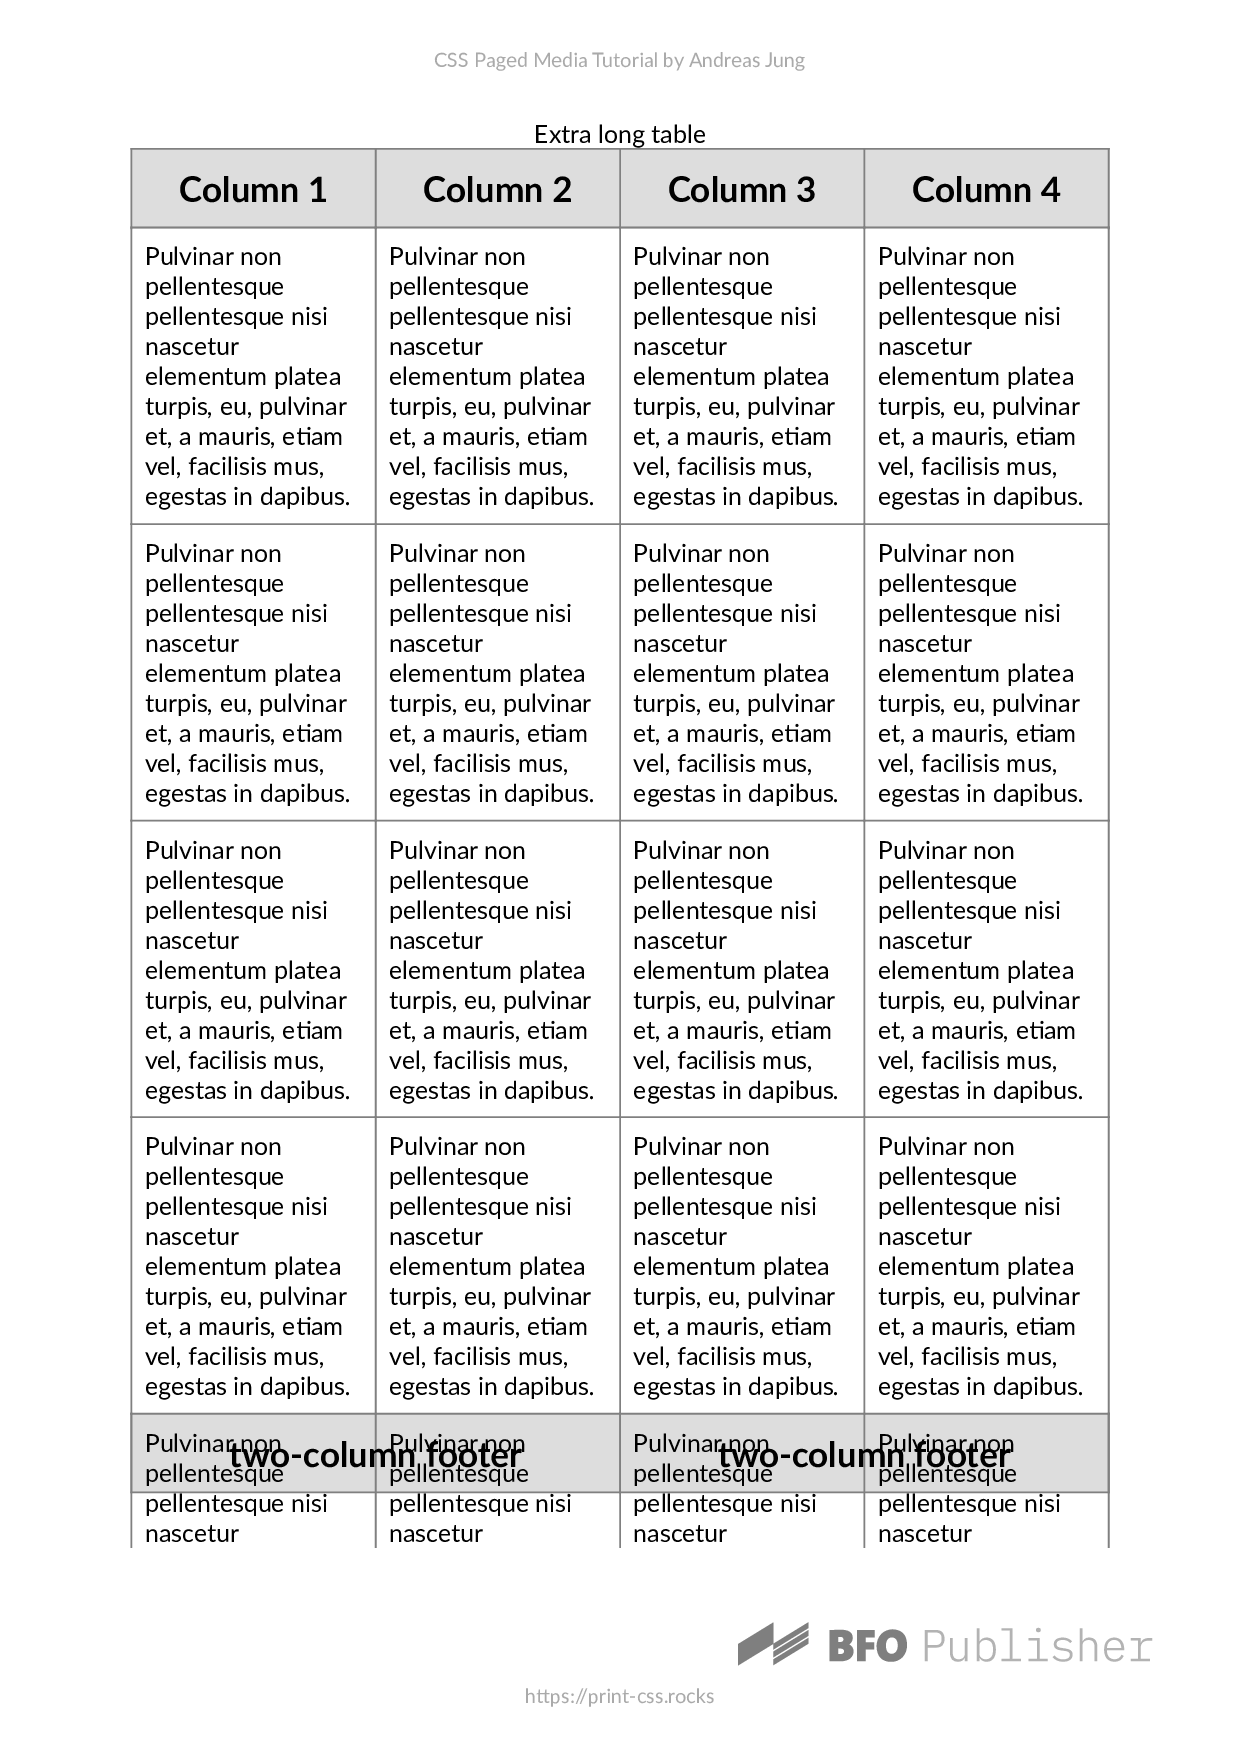 CSS Paged Media Tutorial by Andreas Jung
Extra long table
Column 1 Column 2 Column 3 Column 4
Pulvinar non Pulvinar non Pulvinar non Pulvinar non
pellentesque pellentesque pellentesque pellentesque
pellentesque nisi pellentesque nisi pellentesque nisi pellentesque nisi
nascetur nascetur nascetur nascetur
elementum platea elementum platea elementum platea elementum platea
turpis, eu, pulvinar turpis, eu, pulvinar turpis, eu, pulvinar turpis, eu, pulvinar
et, a mauris, etiam et, a mauris, etiam et, a mauris, etiam et, a mauris, etiam
vel, facilisis mus, vel, facilisis mus, vel, facilisis mus, vel, facilisis mus,
egestas in dapibus. egestas in dapibus. egestas in dapibus. egestas in dapibus.
Pulvinar non Pulvinar non Pulvinar non Pulvinar non
pellentesque pellentesque pellentesque pellentesque
pellentesque nisi pellentesque nisi pellentesque nisi pellentesque nisi
nascetur nascetur nascetur nascetur
elementum platea elementum platea elementum platea elementum platea
turpis, eu, pulvinar turpis, eu, pulvinar turpis, eu, pulvinar turpis, eu, pulvinar
et, a mauris, etiam et, a mauris, etiam et, a mauris, etiam et, a mauris, etiam
vel, facilisis mus, vel, facilisis mus, vel, facilisis mus, vel, facilisis mus,
egestas in dapibus. egestas in dapibus. egestas in dapibus. egestas in dapibus.
Pulvinar non Pulvinar non Pulvinar non Pulvinar non
pellentesque pellentesque pellentesque pellentesque
pellentesque nisi pellentesque nisi pellentesque nisi pellentesque nisi
nascetur nascetur nascetur nascetur
elementum platea elementum platea elementum platea elementum platea
turpis, eu, pulvinar turpis, eu, pulvinar turpis, eu, pulvinar turpis, eu, pulvinar
et, a mauris, etiam et, a mauris, etiam et, a mauris, etiam et, a mauris, etiam
vel, facilisis mus, vel, facilisis mus, vel, facilisis mus, vel, facilisis mus,
egestas in dapibus. egestas in dapibus. egestas in dapibus. egestas in dapibus.
Pulvinar non Pulvinar non Pulvinar non Pulvinar non
pellentesque pellentesque pellentesque pellentesque
pellentesque nisi pellentesque nisi pellentesque nisi pellentesque nisi
nascetur nascetur nascetur nascetur
elementum platea elementum platea elementum platea elementum platea
turpis, eu, pulvinar turpis, eu, pulvinar turpis, eu, pulvinar turpis, eu, pulvinar
et, a mauris, etiam et, a mauris, etiam et, a mauris, etiam et, a mauris, etiam
vel, facilisis mus, vel, facilisis mus, vel, facilisis mus, vel, facilisis mus,
egestas in dapibus. egestas in dapibus. egestas in dapibus. egestas in dapibus.
Pulvinar non Pulvinar non Pulvinar non Pulvinar non
two-column footer two-column footer
pellentesque pellentesque pellentesque pellentesque
pellentesque nisi pellentesque nisi pellentesque nisi pellentesque nisi
nascetur nascetur nascetur nascetur
BFO Publisher
https://print-css.rocks